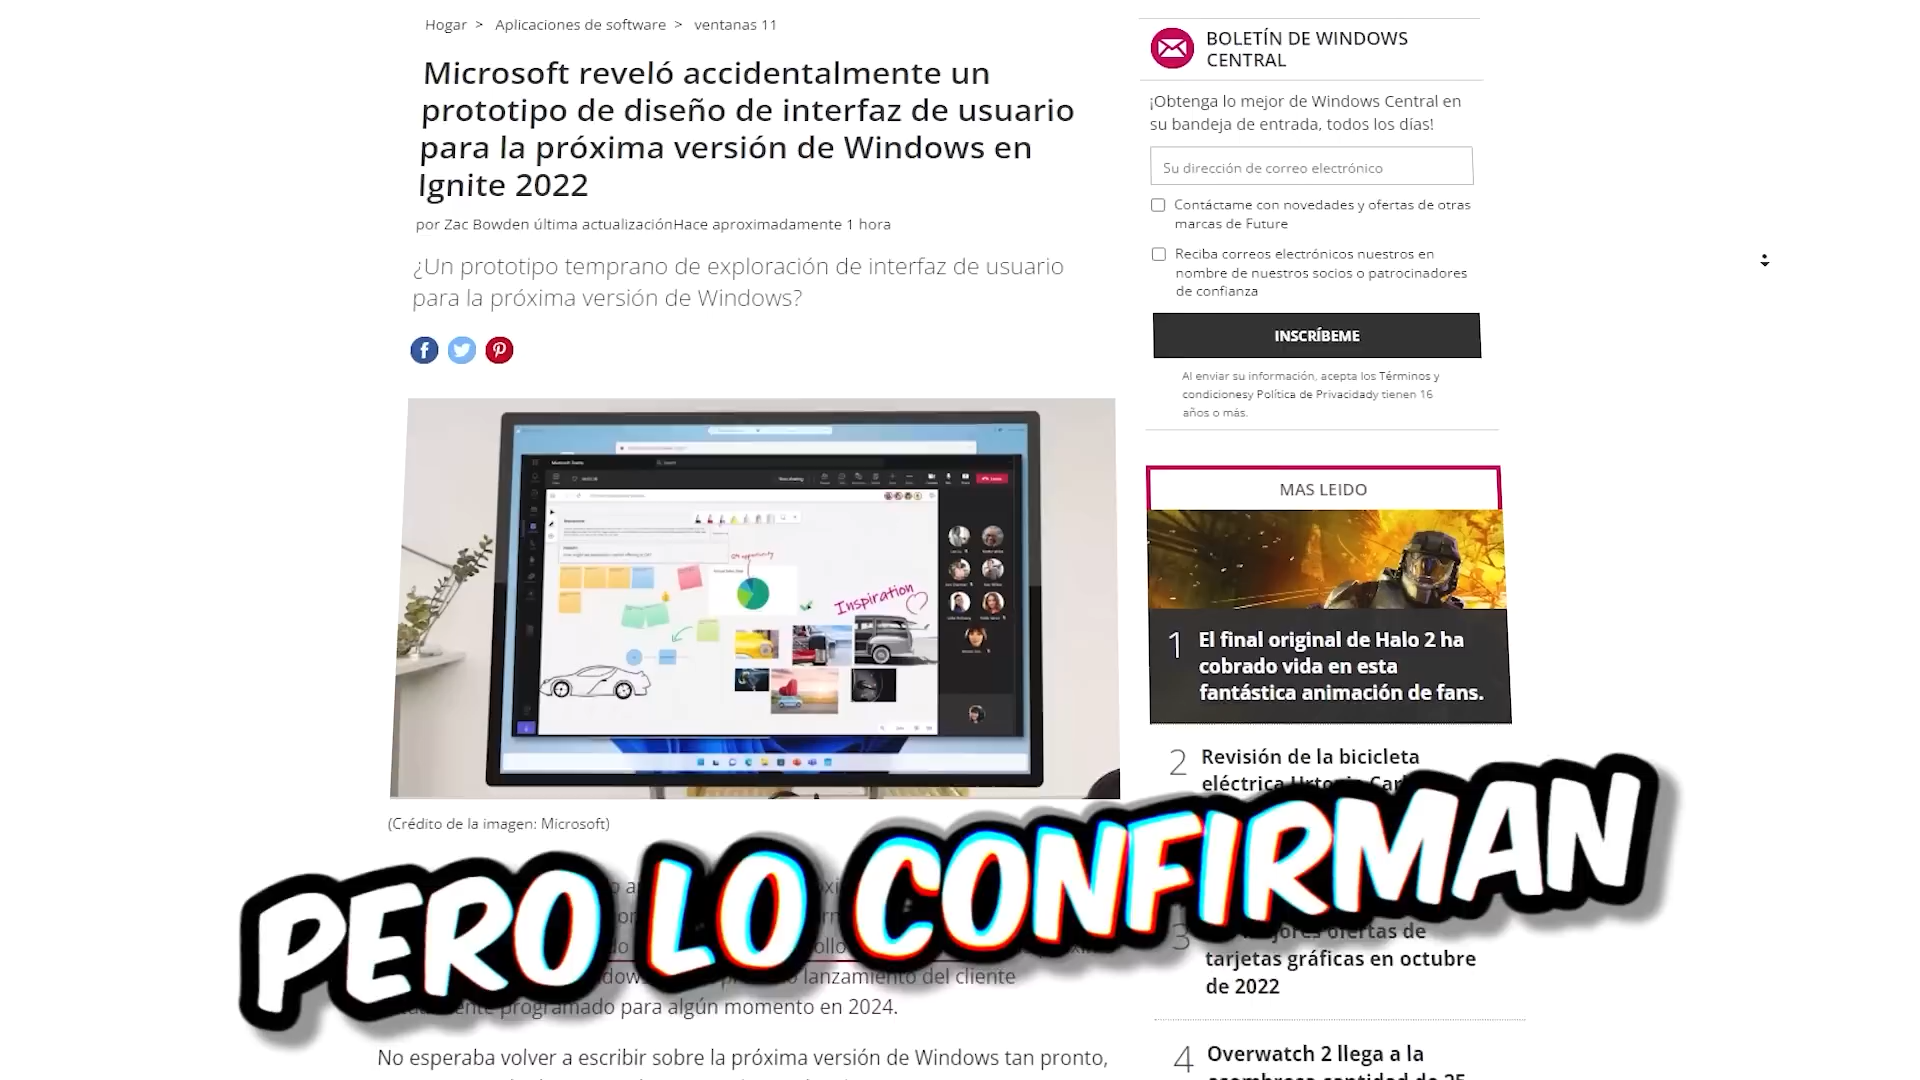 Hogar > Aplicaciones de software > ventanas 11
Microsoft reveló accidentalmente un
prototipo de diseño de interfaz de usuario
para la próxima versión de Windows en
Ignite 2022
por Zac Bowden última actualizaciónHace aproximadamente 1 hora
¿Un prototipo temprano de exploración de interfaz de usuario
para la próxima versión de Windows?
Inspiration
(Crédito de la imagen: Microsoft)
PERO LO CONFIRMAN
lanzamiento del cliente
programado para algún momento en 2024.
No esperaba volver a escribir sobre la próxima versión de Windows tan pronto,
BOLETÍN DE WINDOWS
CENTRAL
¡Obtenga lo mejor de Windows Central en
su bandeja de entrada, todos los días!
Su dirección de correo electrónico
Contáctame con novedades y ofertas de otras
marcas de Future
Reciba correos electrónicos nuestros en
nombre de nuestros socios o patrocinadores
de confianza
INSCRÍBEME
Al enviar su información, acepta los Términos y
condicionesy Política de Privacidady tienen 16
años o más.
MAS LEIDO
1 El final original de Halo 2 ha
cobrado vida en esta
fantástica animación de fans.
2 Revisión de la bicicleta
eléctrica
3
ofertas de
tarjetas gráficas en octubre
de 2022
4 Overwatch 2 llega a la